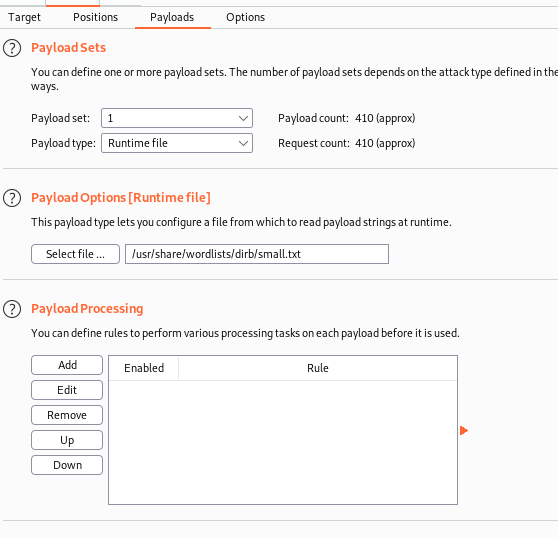 Target Positions Payloads Options
? Payload Sets
You can define one or more payload sets. The number of payload sets depends on the attack type defined in the
ways.
Payload set: 1 Payload count: 410 (approx)
Payload type: Runtime file Request count: 410 (approx)
? Payload Options [Runtime file]
This payload type lets you configure a file from which to read payload strings at runtime.
Select file ... /usr/share/wordlists/dirb/small.txt
? Payload Processing
You can define rules to perform various processing tasks on each payload before it is used.
Add Enabled Rule
Edit
Remove
Up
Down